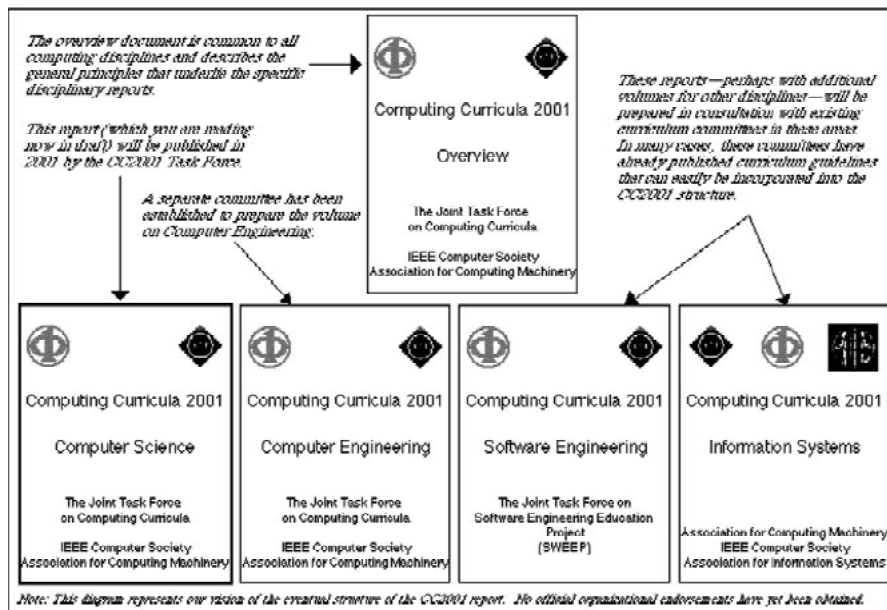 The overview document is common to all
computing disciplines and describes the
general principles that underlie the specific
disciplinary reports.
This report (which you are reading
now in draft) will be published in
2001 by the CC2001 Task Force.
A separate committee has been
established to prepare the volume
on Computer Engineering.
Computing Curricula 2001
Overview
The Joint Task Force
on Computing Curricula
IEEE Computer Society
Association for Computing Machinery
These reports—perhaps with additional
volumes for other disciplines—will be
prepared in consultation with existing
curriculum committees in these areas.
In many cases, these committees have
already published curriculum guidelines
that can easily be incorporated into the
CC2001 structure.
Computing Curricula 2001
Computer Science
The Joint Task Force
on Computing Curricula
IEEE Computer Society
Association for Computing Machinery
Computing Curricula 2001
Computer Engineering
The Joint Task Force
on Computing Curricula
IEEE Computer Society
Association for Computing Machinery
Computing Curricula 2001
Software Engineering
The Joint Task Force on
Software Engineering Education
Project
(SWEEP)
Computing Curricula 2001
Information Systems
Association for Computing Machinery
IEEE Computer Society
Association for Information Systems
Note: This diagram represents our vision of the eventual structure of the CC2001 report. No official organizational endorsements have yet been obtained.